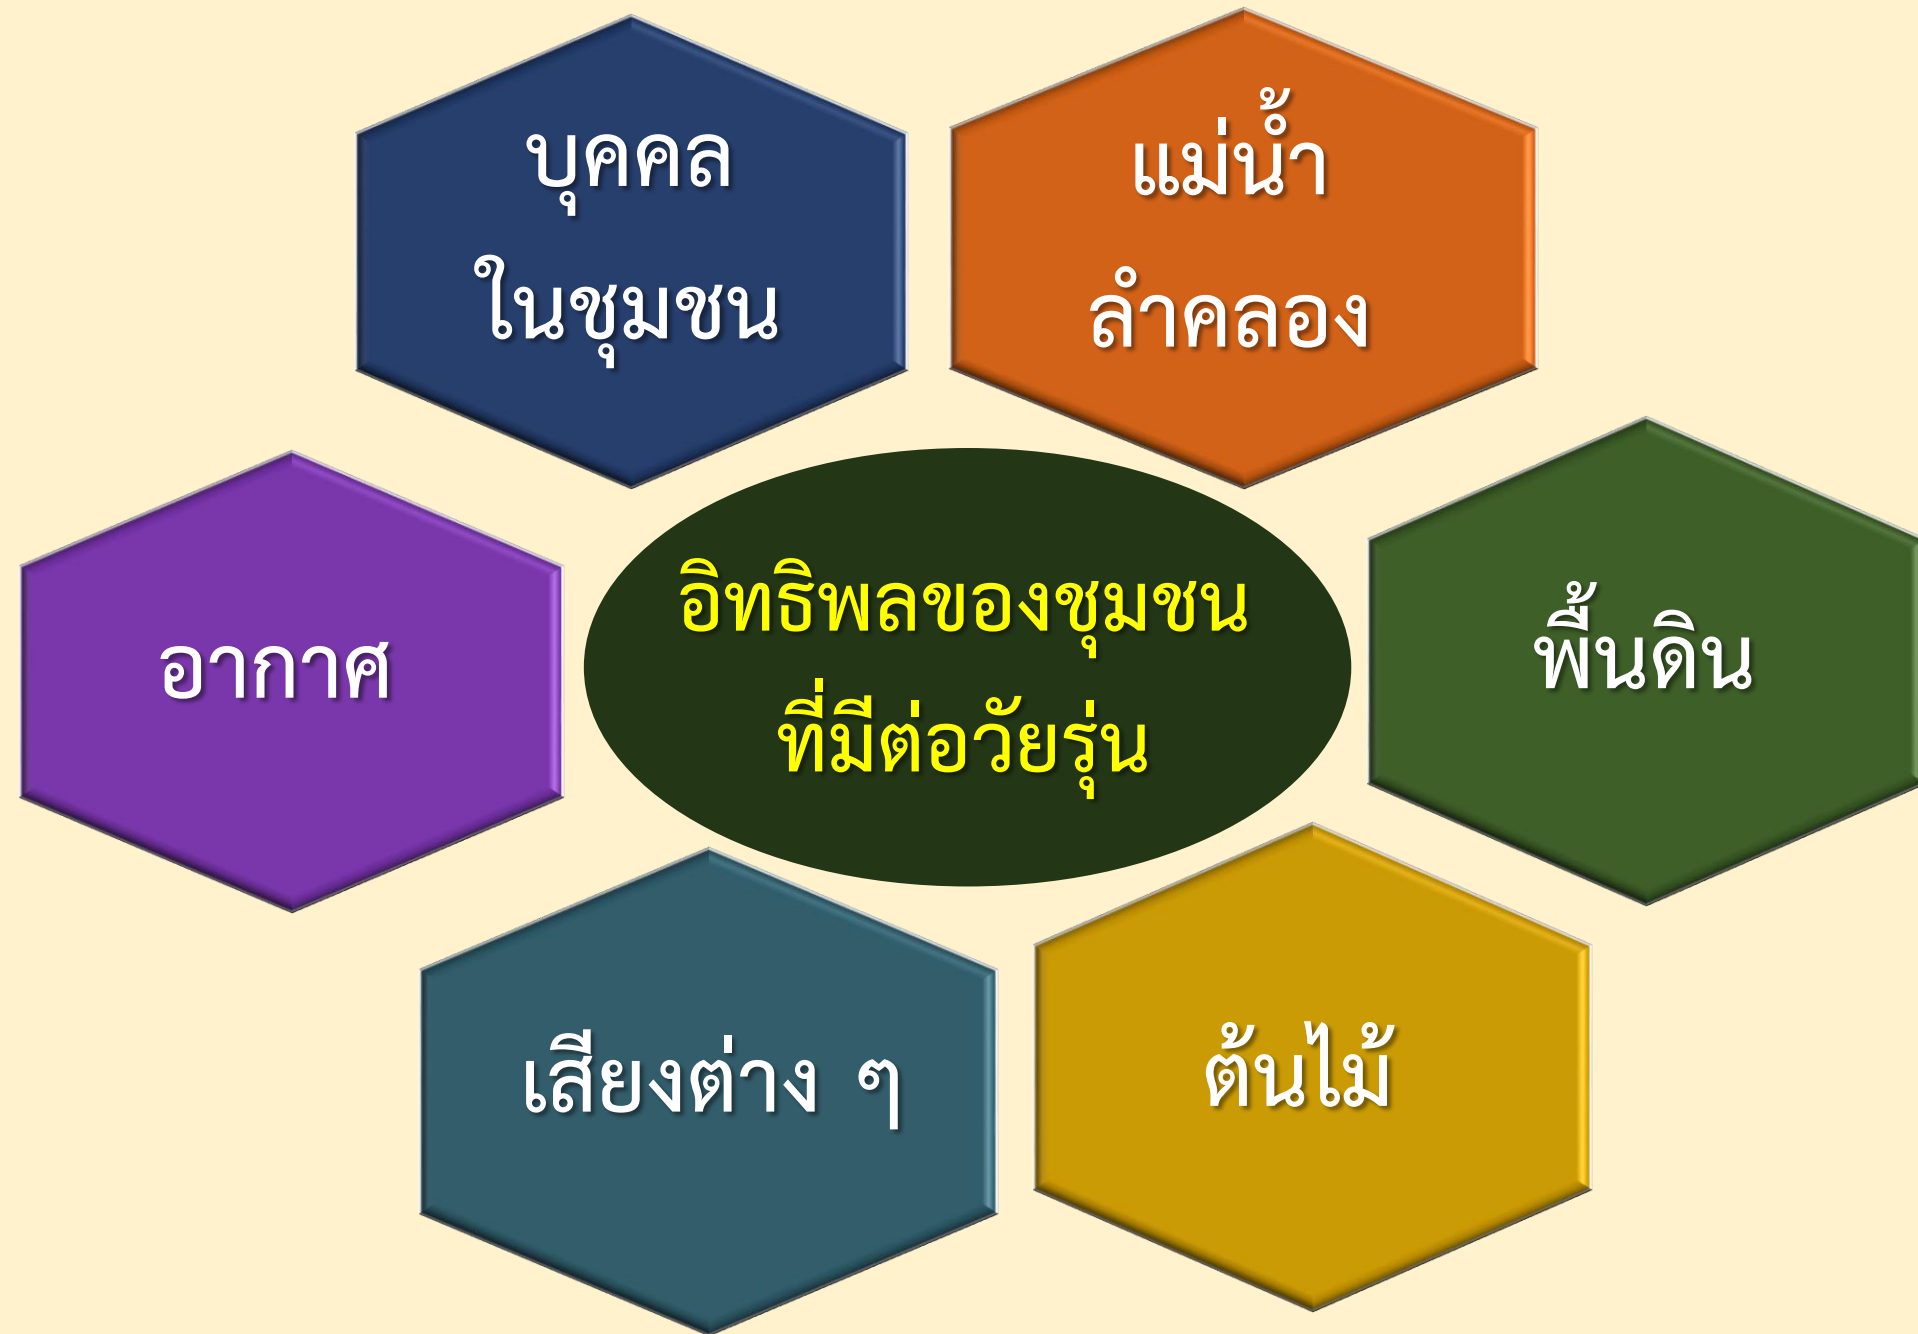 บุคคล
ในชุมชน
แม่น้ำ
ลำคลอง
อากาศ
อิทธิพลของชุมชน
ที่มีต่อวัยรุ่น
พื้นดิน
เสียงต่าง ๆ
ต้นไม้